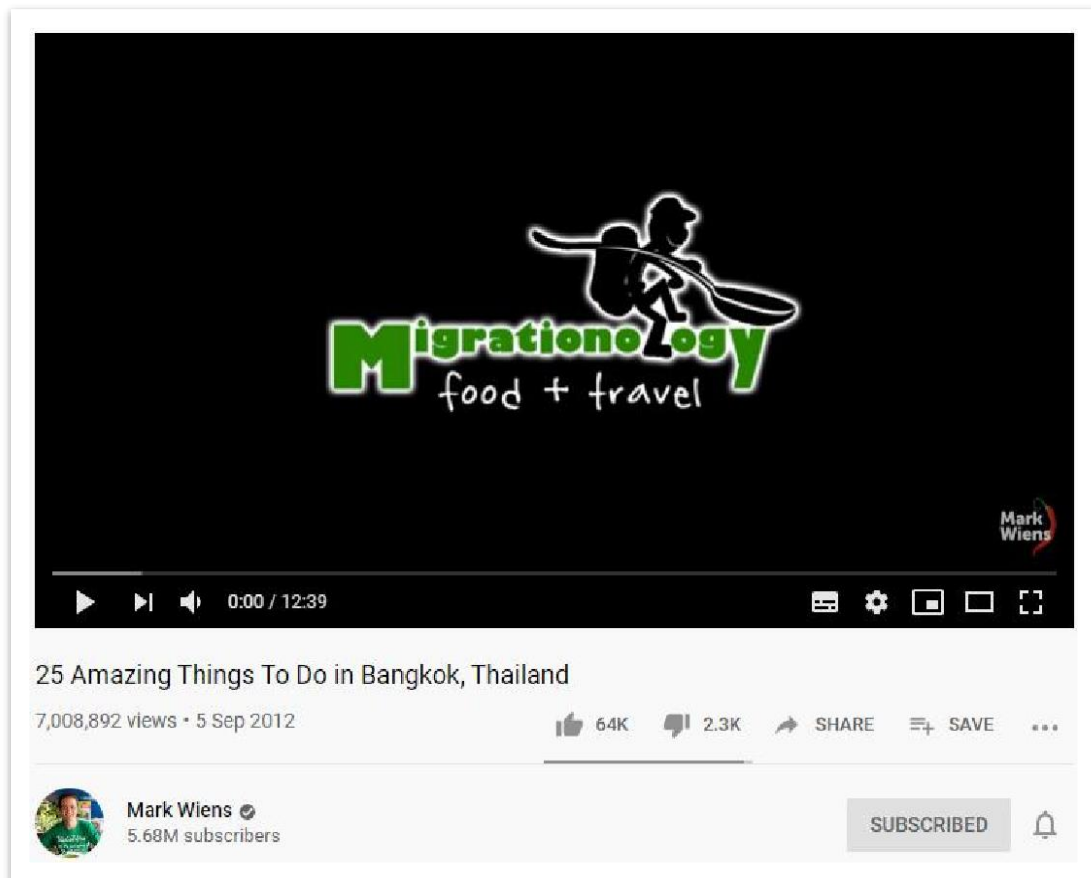 Migrationology
food + travel
Mark
Wiens
0:00 / 12:39
25 Amazing Things To Do in Bangkok, Thailand
7,008,892 views • 5 Sep 2012
64K 2.3K SHARE SAVE
Mark Wiens
5.68M subscribers
SUBSCRIBED